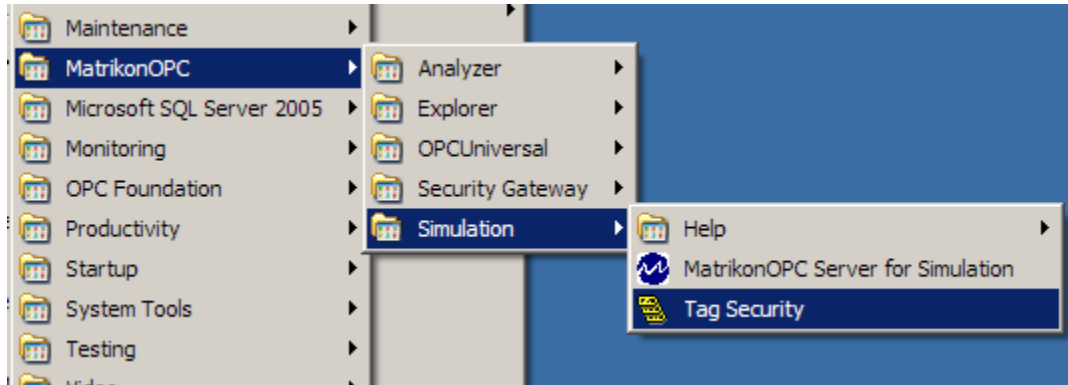 Maintenance
MatrikonOPC
Microsoft SQL Server 2005
Monitoring
OPC Foundation
Productivity
Startup
System Tools
Testing
Video
Analyzer
Explorer
OPCUniversal
Security Gateway
Simulation
Help
MatrikonOPC Server for Simulation
Tag Security